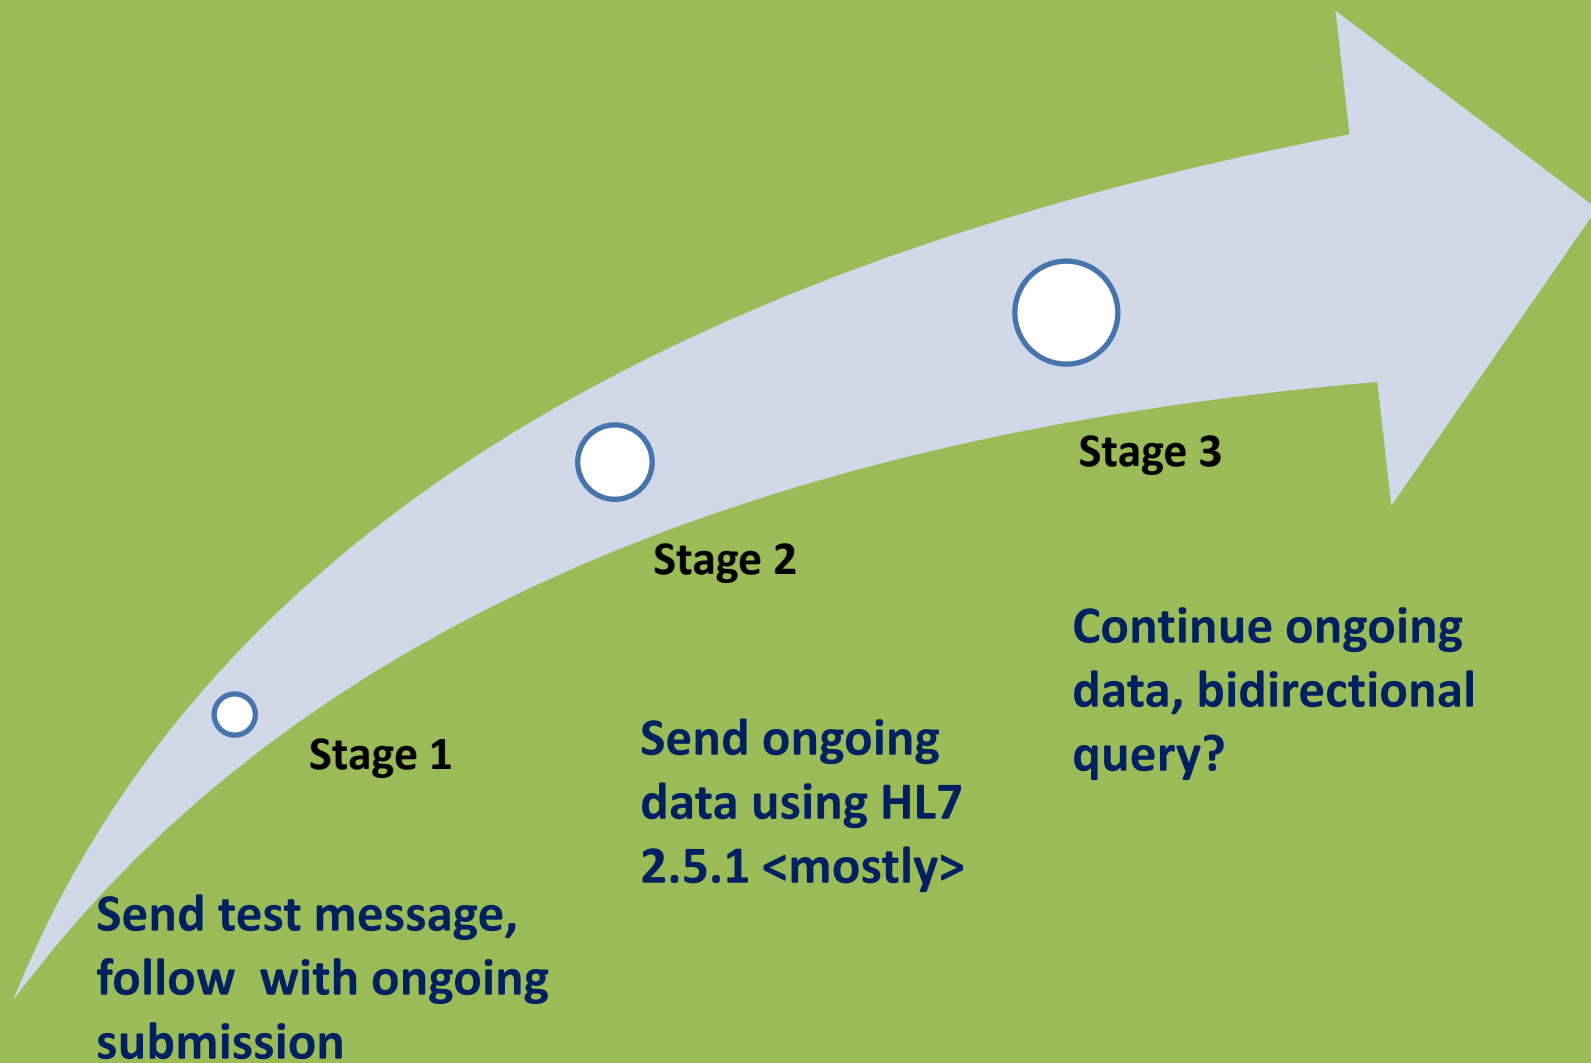 Stage 1
Send test message,
follow  with ongoing
submission
Stage 2
Send ongoing
data using HL7
2.5.1 <mostly>
Stage 3
Continue ongoing
data, bidirectional
query?